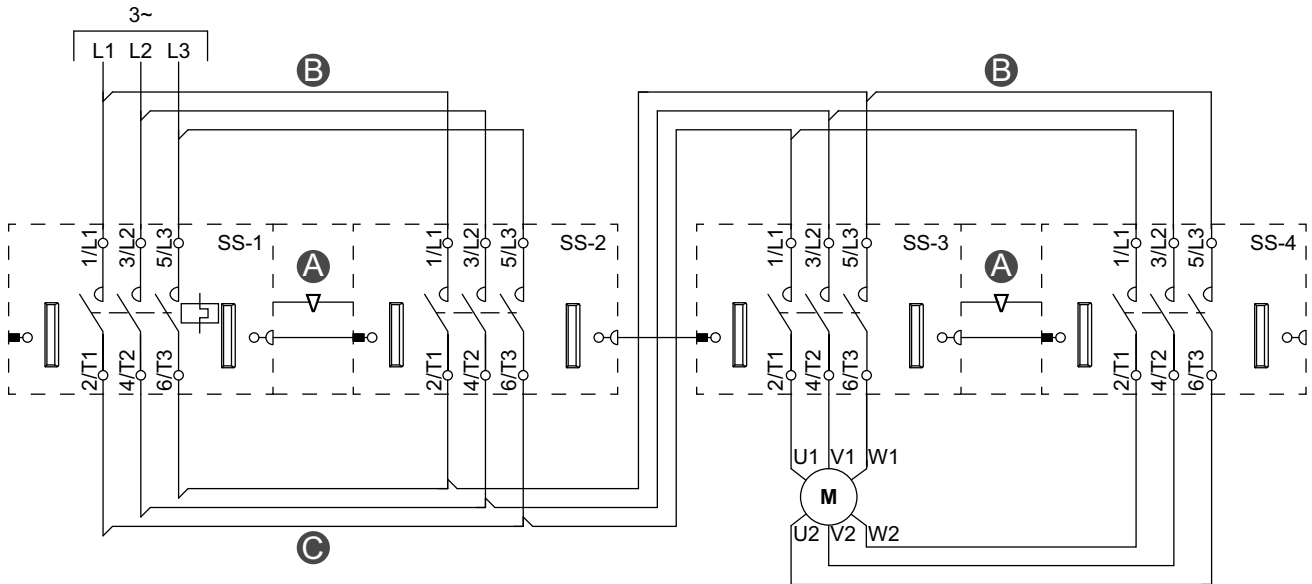 3~
L1 L2 L3
B B
1/L1 3/L2 5/L3 SS-1 1/L1 3/L2 5/L3 SS-2 1/L1 3/L2 5/L3 SS-3 1/L1 3/L2 5/L3 SS-4
A A
2/T1 4/T2 6/T3 2/T1 4/T2 6/T3 2/T1 4/T2 6/T3 2/T1 4/T2 6/T3
U1 V1 W1
M
U2 V2 W2
C